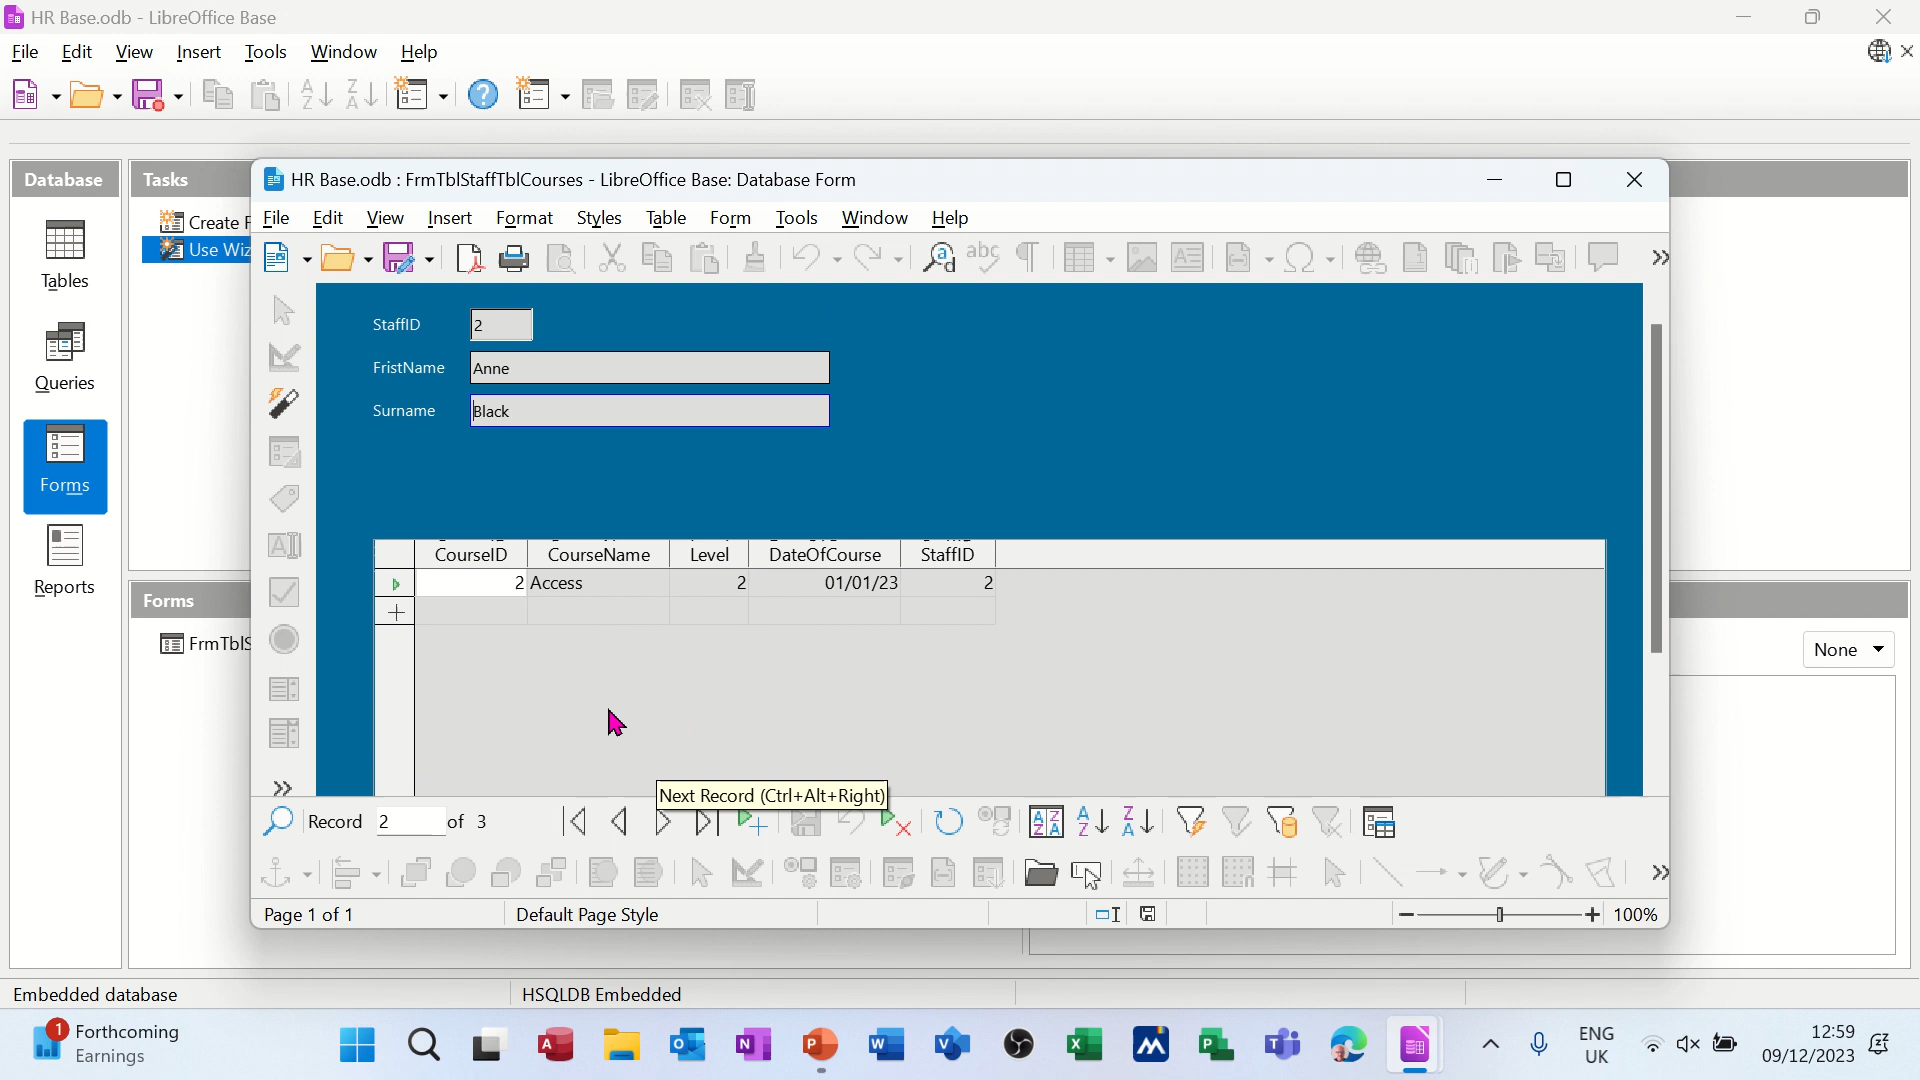 HR Base.odb - LibreOffice Base
File Edit View Insert Tools Window Help
Database
Tasks
Create F
Use Wiz
Tables
Queries
Forms
Reports
Forms
FrmTblS
HR Base.odb : FrmTblStaffTblCourses - LibreOffice Base: Database Form
File Edit View Insert Format Styles Table Form Tools Window Help
StaffID 2
FristName Anne
Surname Black
CourseID CourseName Level DateOfCourse StaffID
2 Access 2 01/01/23 2
Next Record (Ctrl+Alt+Right)
Record 2 of 3
Page 1 of 1 Default Page Style 100%
None
Embedded database HSQLDB Embedded
1 Forthcoming
Earnings
ENG
UK
12:59
09/12/2023